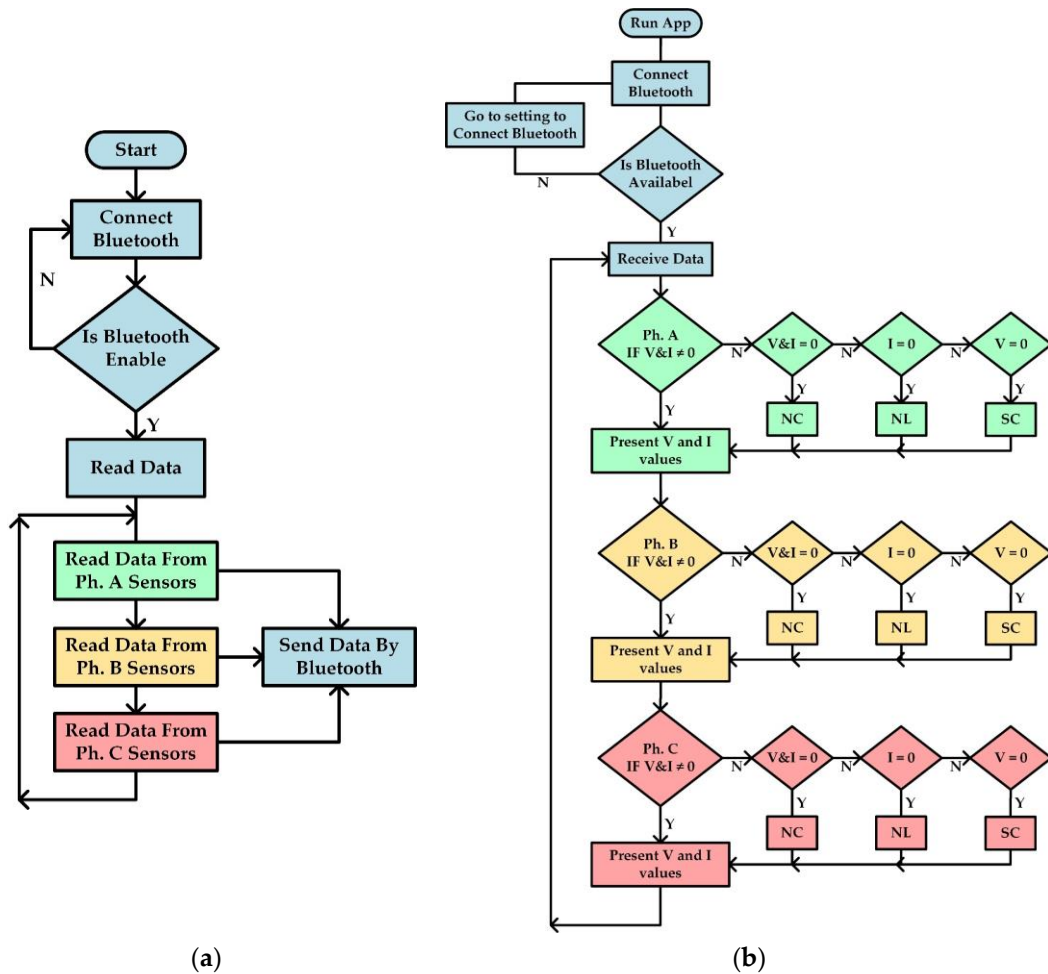 Start
Connect
Bluetooth
N
Is Bluetooth
Enable
Y
Read Data
Read Data From
Ph. A Sensors
Read Data From
Ph. B Sensors
Send Data By
Bluetooth
Read Data From
Ph. C Sensors
(a)
Run App
Connect
Bluetooth
Go to setting to
Connect Bluetooth
Is Bluetooth
Availabel
N
Y
Receive Data
Ph. A
IF V&I ≠ 0
N
V&I = 0
N
I = 0
N
V = 0
Y
Y
Y
Y
NC
NL
SC
Present V and I
values
Ph. B
IF V&I ≠ 0
N
V&I = 0
N
I = 0
N
V = 0
Y
Y
Y
Y
NC
NL
SC
Present V and I
values
Ph. C
IF V&I ≠ 0
N
V&I = 0
N
I = 0
N
V = 0
Y
Y
Y
Y
NC
NL
SC
Present V and I
values
(b)